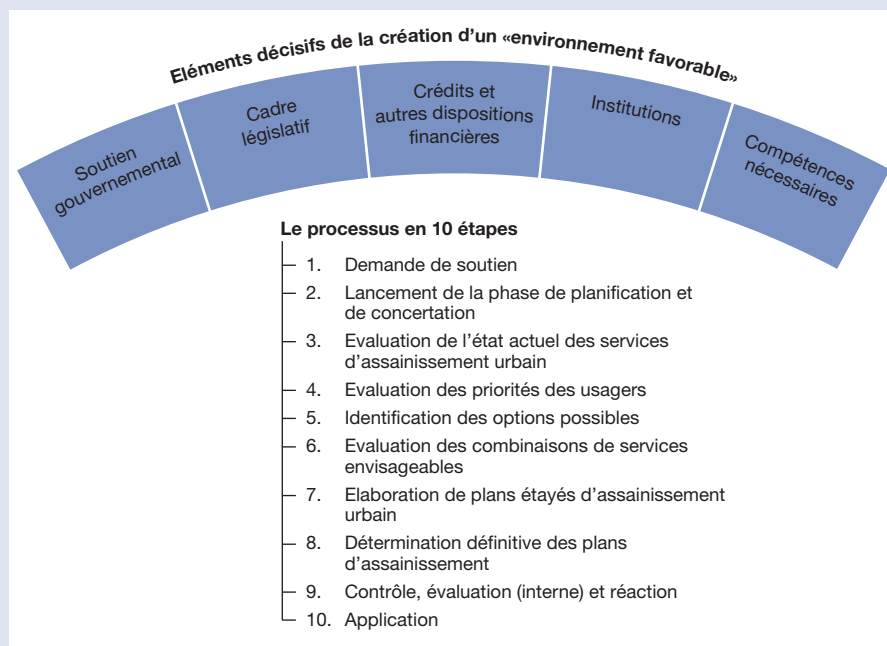 Eléments décisifs de la création d'un «environnement favorable»
Soutien
gouvernemental
Cadre
législatif
Crédits et
autres dispositions
financières
Institutions
Compétences
nécessaires
Le processus en 10 étapes
1. Demande de soutien
2. Lancement de la phase de planification et
de concertation
3. Evaluation de l'état actuel des services
d'assainissement urbain
4. Evaluation des priorités des usagers
5. Identification des options possibles
6. Evaluation des combinaisons de services
envisageables
7. Elaboration de plans étayés d'assainissement
urbain
8. Détermination définitive des plans
d'assainissement
9. Contrôle, évaluation (interne) et réaction
10. Application